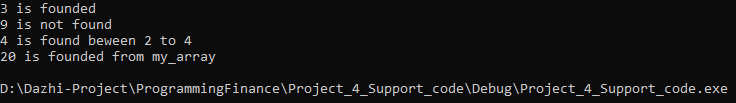 3 is founded
9 is not found
4 is found beween 2 to 4
20 is founded from my_array
D:\Dazhi-Project\ProgrammingFinance\Project_4_Support_code\Debug\Project_4_Support_code.exe